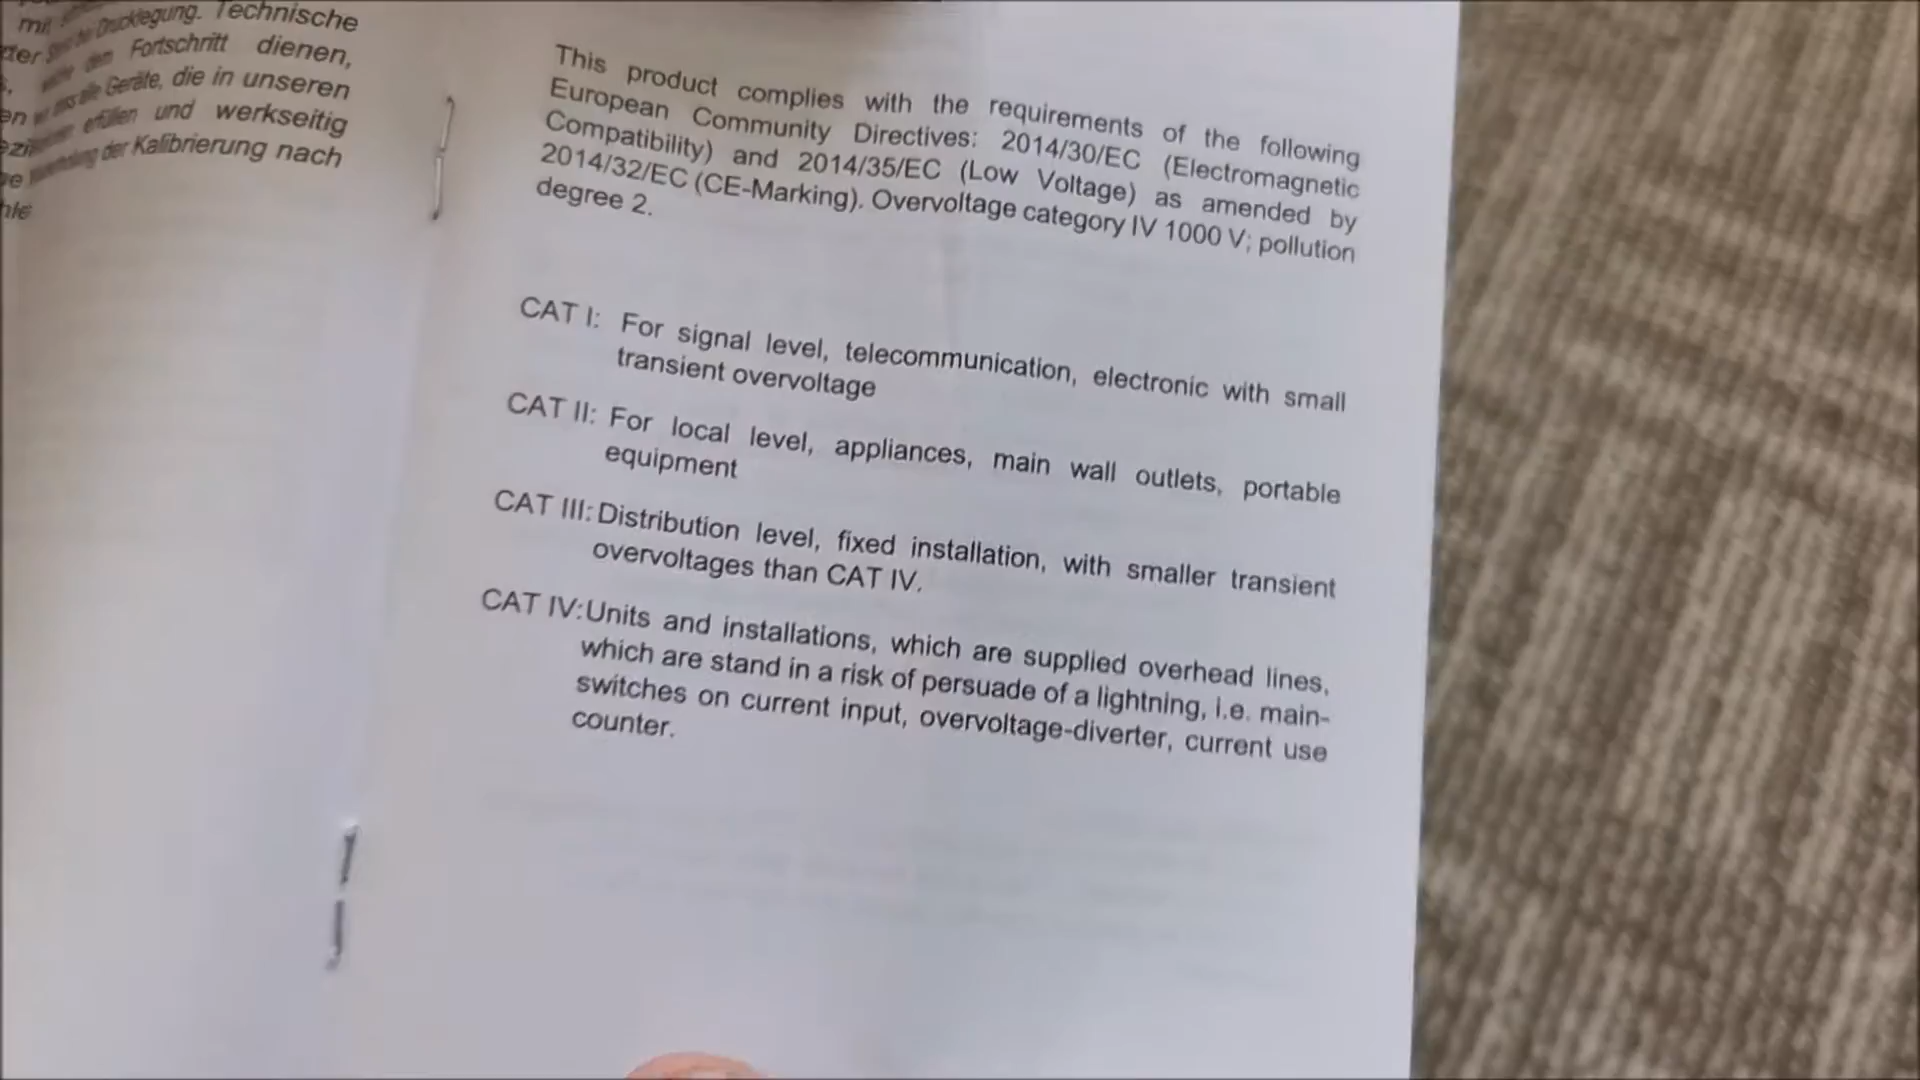 mit
der Drucklegung. Technische
dem Fortschritt dienen,
alle Geräte, die in unseren
en erfüllen und werkseitig
der Kalibrierung nach
This product complies with the requirements of the following
European Community Directives: 2014/30/EC (Electromagnetic
Compatibility) and 2014/35/EC (Low Voltage) as amended by
2014/32/EC (CE-Marking). Overvoltage category IV 1000 V; pollution
degree 2.
CAT I: For signal level, telecommunication, electronic with small
transient overvoltage
CAT II: For local level, appliances, main wall outlets, portable
equipment
CAT III: Distribution level, fixed installation, with smaller transient
overvoltages than CAT IV.
CAT IV: Units and installations, which are supplied overhead lines,
which are stand in a risk of persuade of a lightning, i.e. main-
switches on current input, overvoltage-diverter, current use
counter.